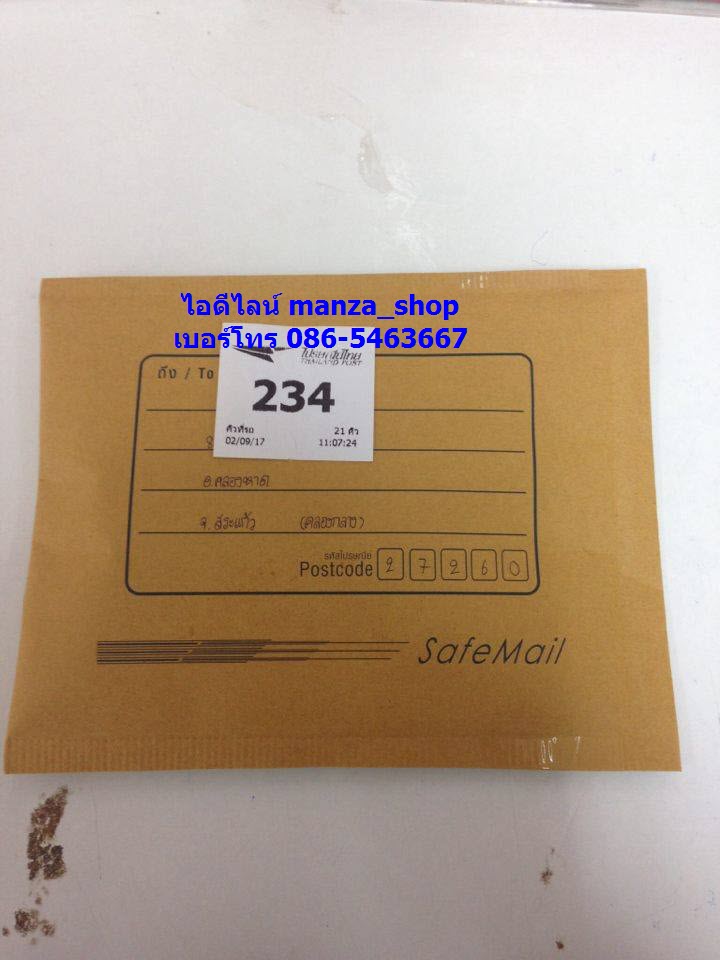 ไอดีไลน์ manza_shop
เบอร์โทร 086-5463667
ไปรษณีย์ไทย
THAILAND POST
ถึง / To
234
คิวที่รอ 21 คิว
02/09/17 11:07:24
อ.คลองหาด
จ.สระแก้ว (คลองกลาง)
รหัสไปรษณีย์
Postcode 27260
SafeMail